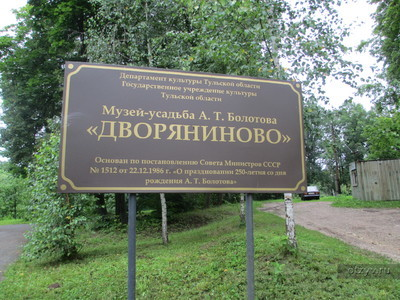 Департамент культуры Тульской области
Государственное учреждение культуры
Тульской области
Музей-усадьба А. Т. Болотова
«ДВОРЯНИНОВО»
Основан по постановлению Совета Министров СССР
№ 1512 от 22.12.1986 г. «О праздновании 250-летия со дня
рождения А. Т. Болотова»
otzyv.ru